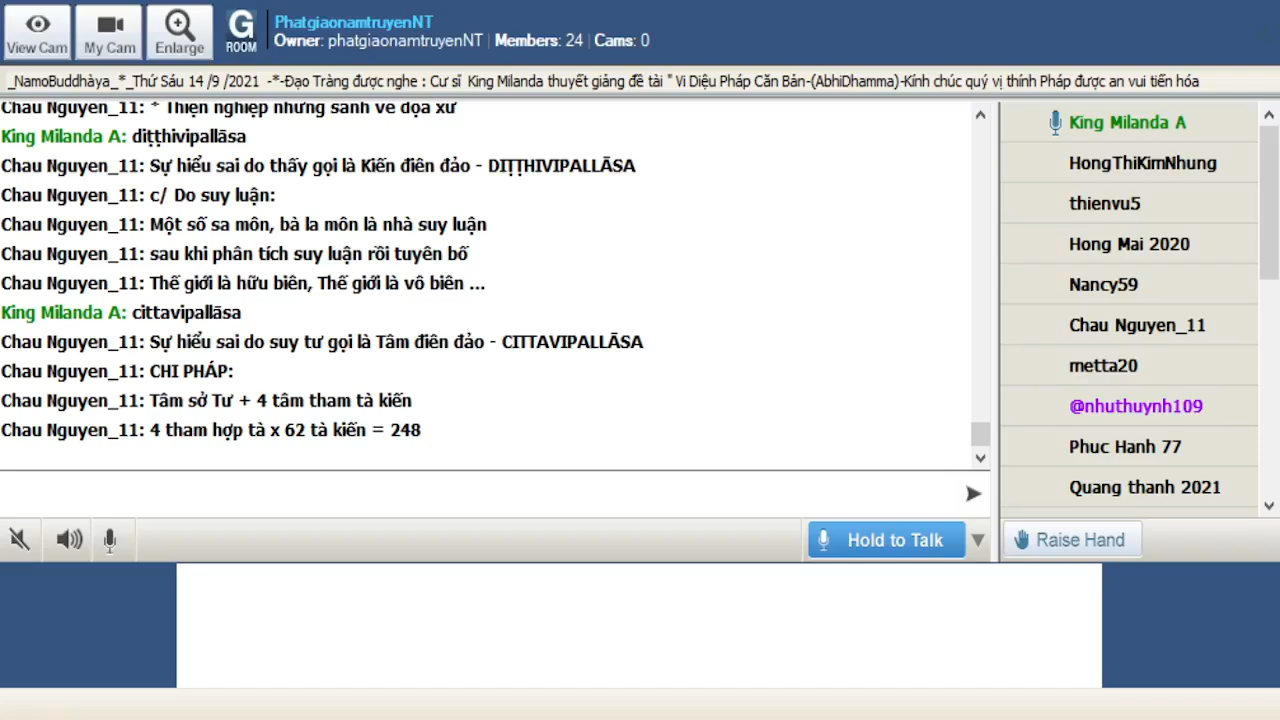 View Cam
My Cam
Enlarge
G
ROOM
PhatgiaonamtruyenNT
Owner: phatgiaonamtruyenNT | Members: 24 | Cams: 0
_NamoBuddhàya_*_Thứ Sáu 14 /9 /2021 -*-Đạo Tràng được nghe : Cư sĩ King Milanda thuyết giảng đề tài " Vi Diệu Pháp Căn Bản-(AbhiDhamma)-Kính chúc quý vị thính Pháp được an vui tiến hóa
Chau Nguyen_11: * Thiện nghiệp nhưng sanh về đọa xứ
King Milanda A: diṭṭhivipallāsa
Chau Nguyen_11: Sự hiểu sai do thấy gọi là Kiến điên đảo - DIṬṬHIVIPALLĀSA
Chau Nguyen_11: c/ Do suy luận:
Chau Nguyen_11: Một số sa môn, bà la môn là nhà suy luận
Chau Nguyen_11: sau khi phân tích suy luận rồi tuyên bố
Chau Nguyen_11: Thế giới là hữu biên, Thế giới là vô biên ...
King Milanda A: cittavipallāsa
Chau Nguyen_11: Sự hiểu sai do suy tư gọi là Tâm điên đảo - CITTAVIPALLĀSA
Chau Nguyen_11: CHI PHÁP:
Chau Nguyen_11: Tâm sở Tư + 4 tâm tham tà kiến
Chau Nguyen_11: 4 tham hợp tà x 62 tà kiến = 248
King Milanda A
HongThiKimNhung
thienvu5
Hong Mai 2020
Nancy59
Chau Nguyen_11
metta20
@nhuthuynh109
Phuc Hanh 77
Quang thanh 2021
Hold to Talk
Raise Hand